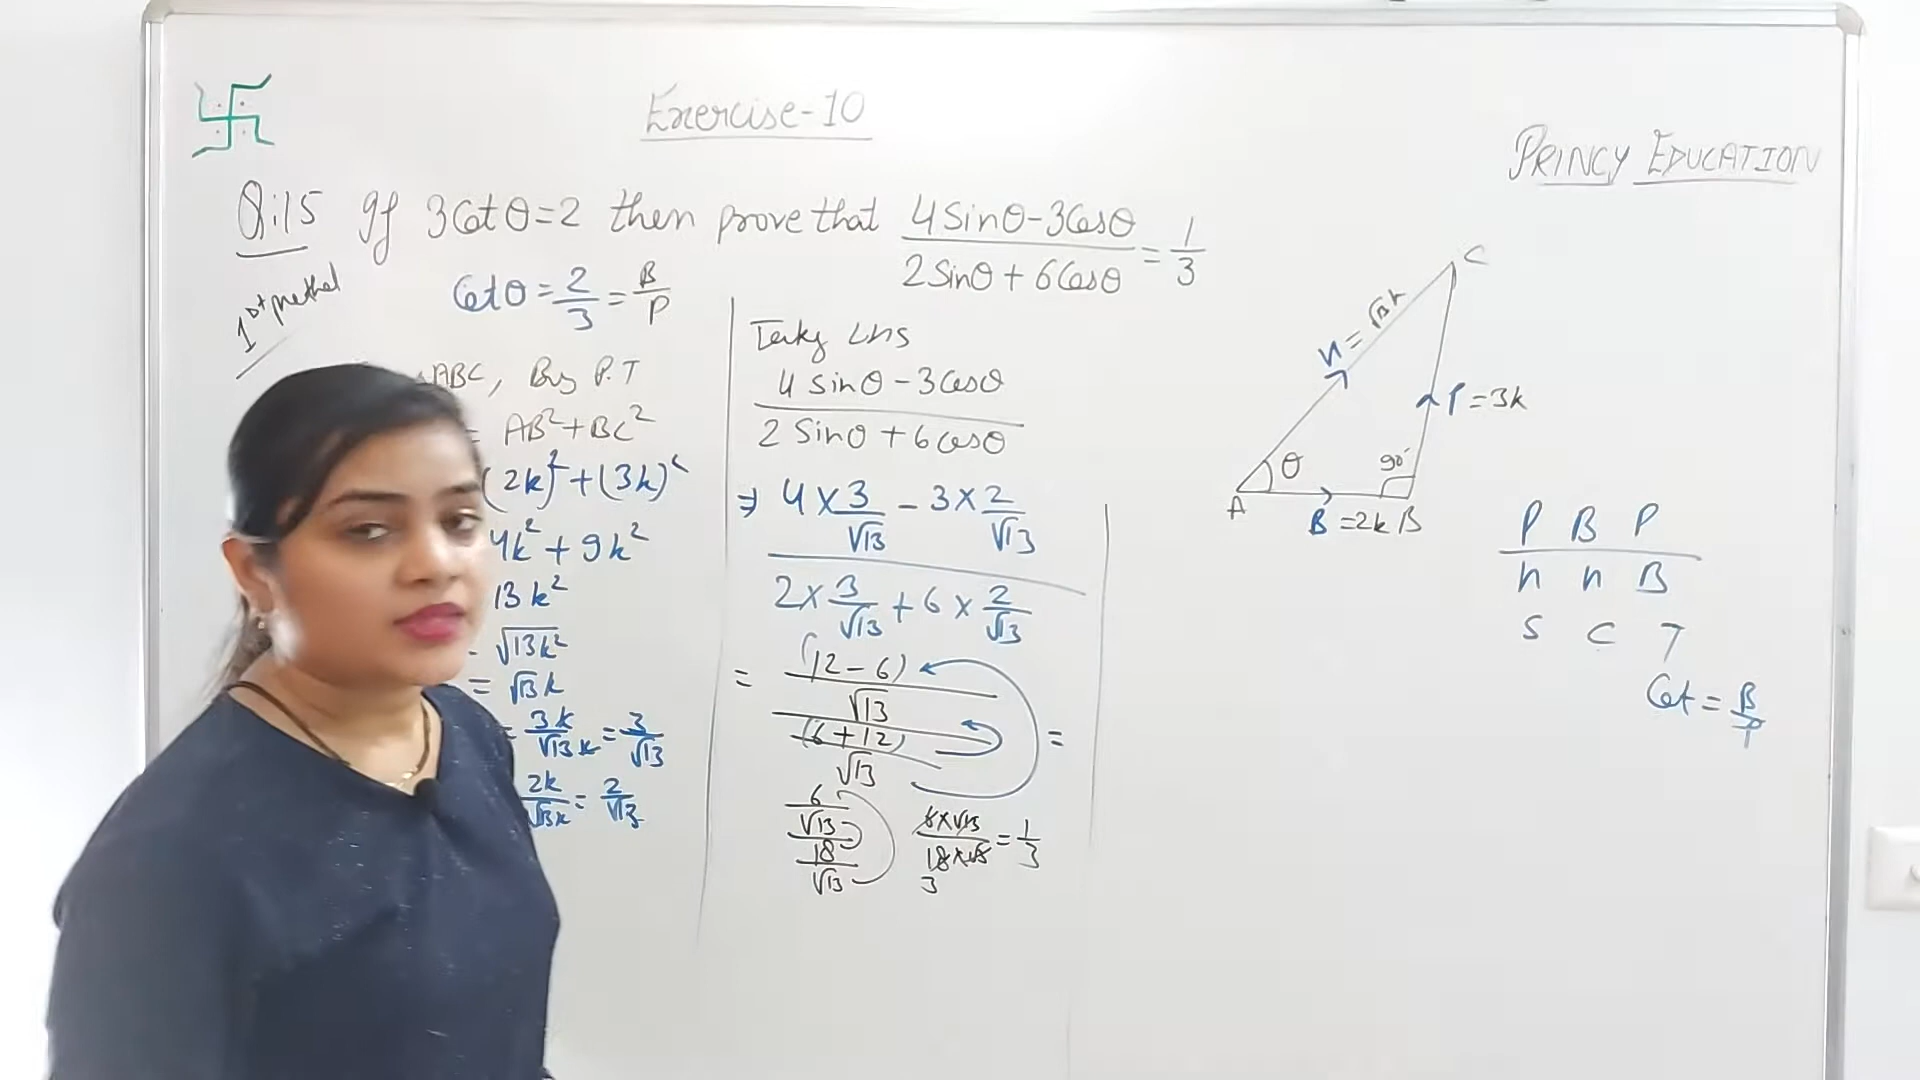 Exercise-10
PRINCY EDUCATION
Q:15 If 3Cotθ=2 then prove that (4Sinθ-3Cosθ)/(2Sinθ+6Cosθ) = 1/3
1st method
Cotθ = 2/3 = B/P
ABC, By P.T
= AB²+BC²
(2k)²+(3k)²
4k²+9k²
13k²
√13k²
= √13k
= 3k/√13k = 3/√13
2k/√13k = 2/√13
LHS
4 sinθ - 3cosθ
2 Sinθ + 6cosθ
⇒ 4×3/√13 - 3×2/√13
2×3/√13 + 6×2/√13
= (12-6)/√13
(6+12)/√13
=
6/√13
18/√13
6×√13/18×√13 = 1/3
3
C
H = √13k
P = 3k
θ
90°
A
B = 2k B
P B P
H H B
S C T
Cot = B/P